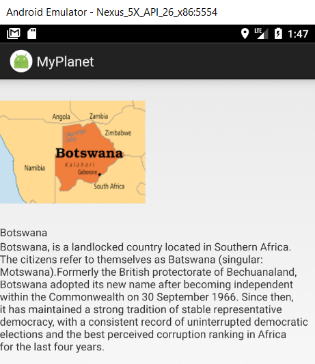 Android Emulator - Nexus_5X_API_26_x86:5554
LTE 1:47
MyPlanet
Angola Zambia
Zimbabwe
Botswana
Kalahari
Gaborone
Namibia
South Africa
Botswana
Botswana, is a landlocked country located in Southern Africa.
The citizens refer to themselves as Batswana (singular:
Motswana).Formerly the British protectorate of Bechuanaland,
Botswana adopted its new name after becoming independent
within the Commonwealth on 30 September 1966. Since then,
it has maintained a strong tradition of stable representative
democracy, with a consistent record of uninterrupted democratic
elections and the best perceived corruption ranking in Africa
for the last four years.